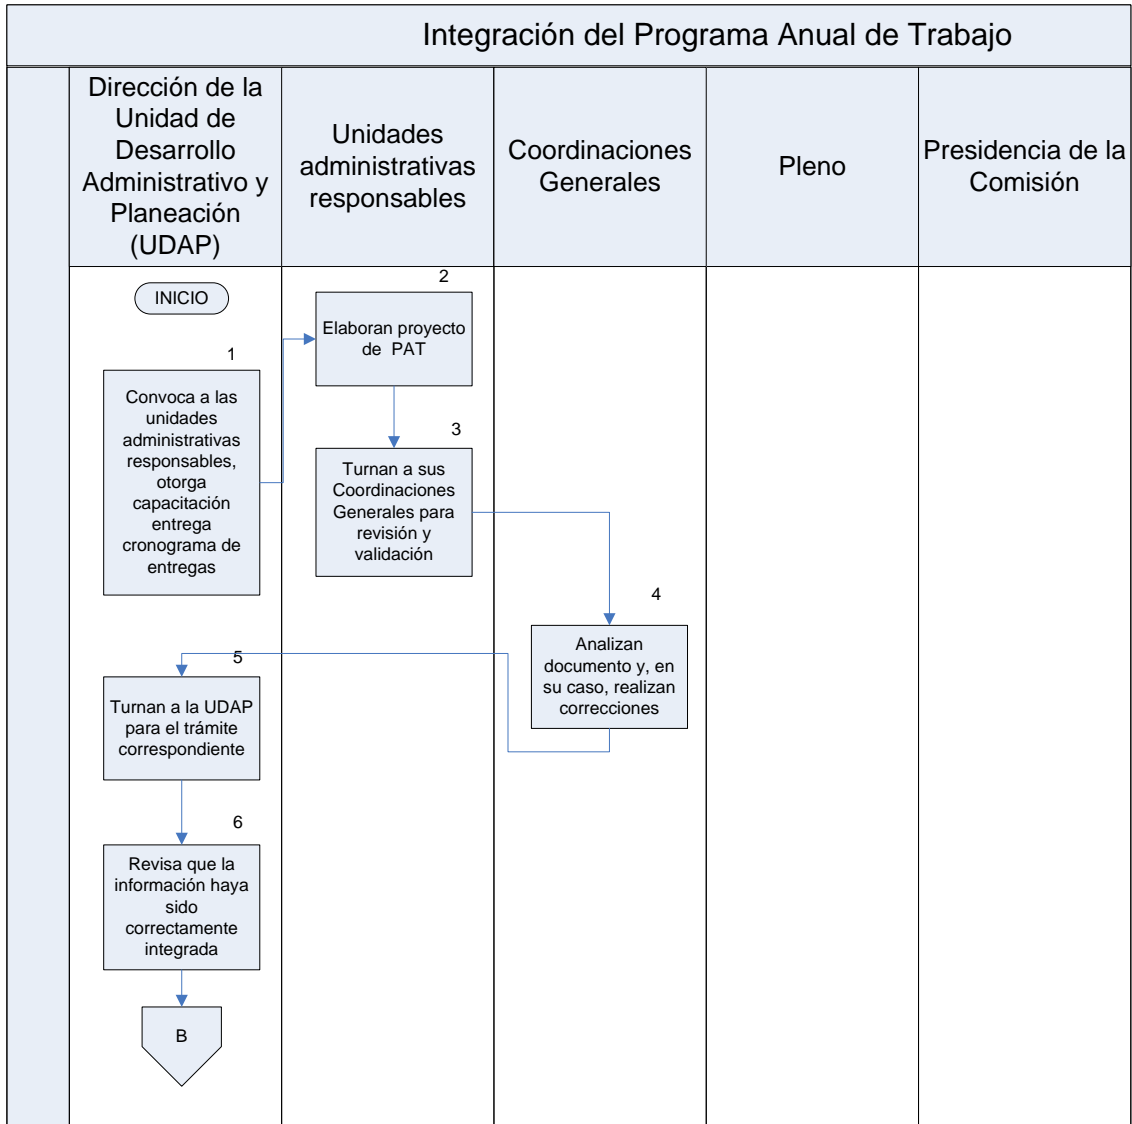 Integración del Programa Anual de Trabajo
Dirección de la
Unidad de
Desarrollo
Administrativo y
Planeación
(UDAP)
Unidades
administrativas
responsables
Coordinaciones
Generales
Pleno
Presidencia de la
Comisión
INICIO
1
Convoca a las
unidades
administrativas
responsables,
otorga
capacitación
entrega
cronograma de
entregas
2
Elaboran proyecto
de PAT
3
Turnan a sus
Coordinaciones
Generales para
revisión y
validación
4
Analizan
documento y, en
su caso, realizan
correcciones
5
Turnan a la UDAP
para el trámite
correspondiente
6
Revisa que la
información haya
sido
correctamente
integrada
B